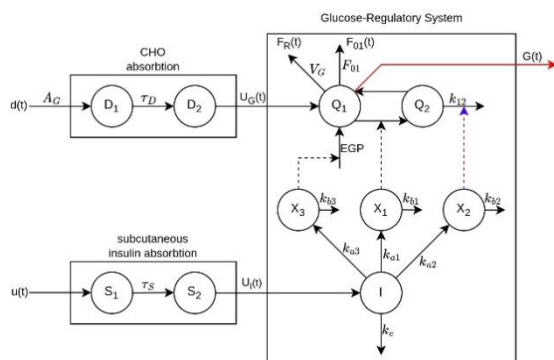 Glucose-Regulatory System
CHO
absorbtion
F_R(t)
F_01(t)
G(t)
V_G
F_01
d(t)
A_G
D_1
τ_D
D_2
U_G(t)
Q_1
Q_2
k_12
EGP
X_3
k_b3
X_1
k_b1
X_2
k_b2
subcutaneous
insulin absorbtion
k_a3
k_a1
k_a2
u(t)
S_1
τ_S
S_2
U_I(t)
I
k_e